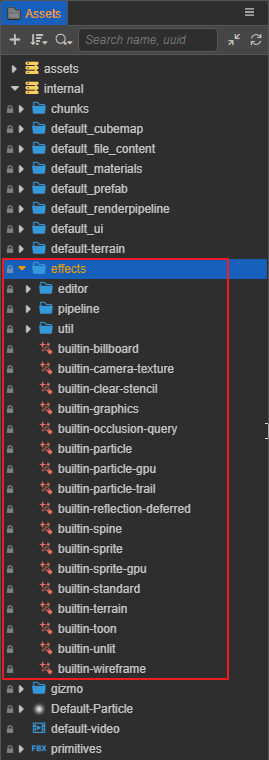 Assets
Search name, uuid
assets
internal
chunks
default_cubemap
default_file_content
default_materials
default_prefab
default_renderpipeline
default_ui
default-terrain
effects
editor
pipeline
util
builtin-billboard
builtin-camera-texture
builtin-clear-stencil
builtin-graphics
builtin-occlusion-query
builtin-particle
builtin-particle-gpu
builtin-particle-trail
builtin-reflection-deferred
builtin-spine
builtin-sprite
builtin-sprite-gpu
builtin-standard
builtin-terrain
builtin-toon
builtin-unlit
builtin-wireframe
gizmo
Default-Particle
default-video
FBX primitives